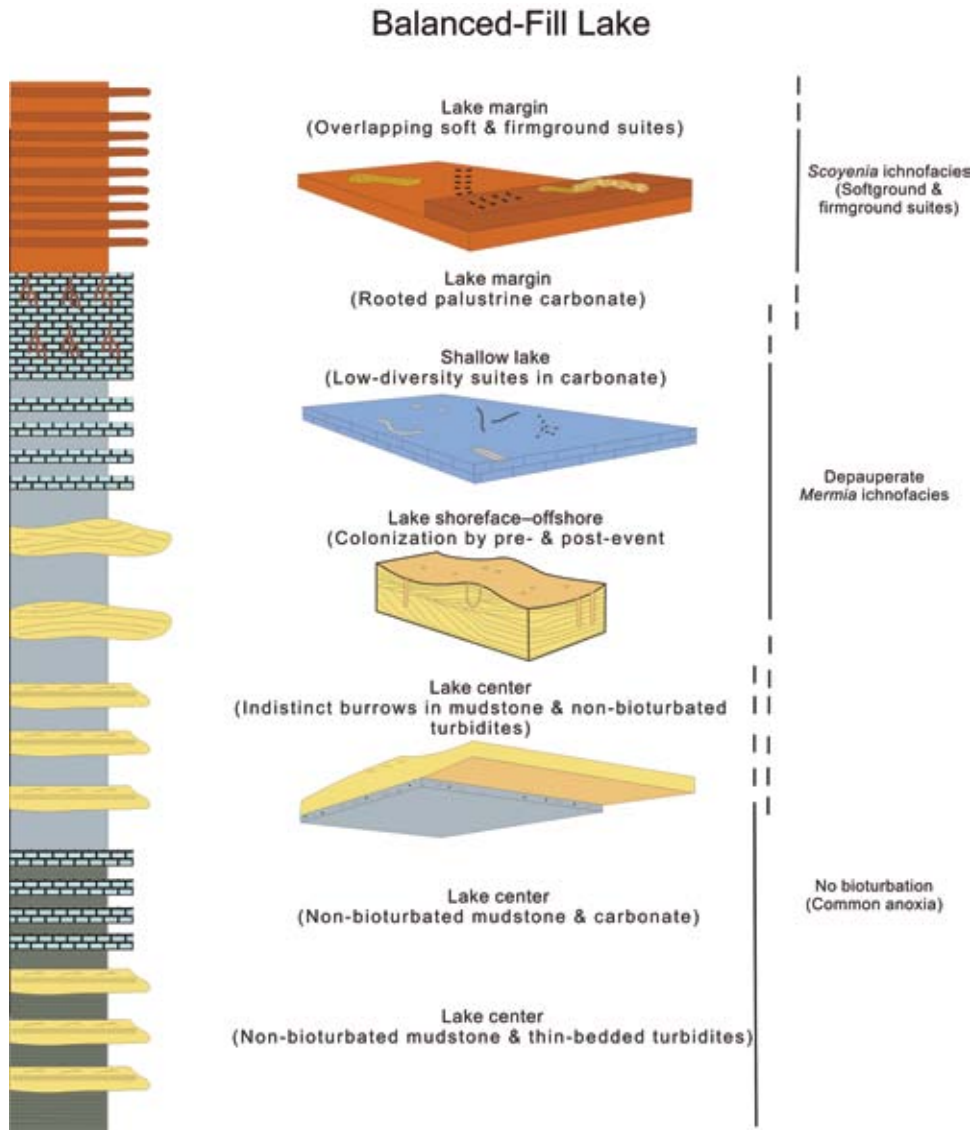 Balanced-Fill Lake
Lake margin
(Overlapping soft & firmground suites)
Scoyenia ichnofacies
(Softground &
firmground suites)
Lake margin
(Rooted palustrine carbonate)
Shallow lake
(Low-diversity suites in carbonate)
Depauperate
Mermia ichnofacies
Lake shoreface–offshore
(Colonization by pre- & post-event
Lake center
(Indistinct burrows in mudstone & non-bioturbated
turbidites)
No bioturbation
(Common anoxia)
Lake center
(Non-bioturbated mudstone & carbonate)
Lake center
(Non-bioturbated mudstone & thin-bedded turbidites)